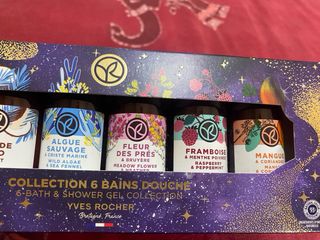 ALGUE
SAUVAGE
& CRISTE MARINE
WILD ALGAE
& SEA FENNEL
FLEUR
DES PRÉS
& BRUYÈRE
MEADOW FLOWER
& HEATHER
FRAMBOISE
& MENTHE POIVRÉE
RASPBERRY
& PEPPERMINT
MANGUE
& CORIANDRE
COLLECTION 6 BAINS DOUCHE
6-BATH & SHOWER GEL COLLECTION
YVES ROCHER
Bretagne, France